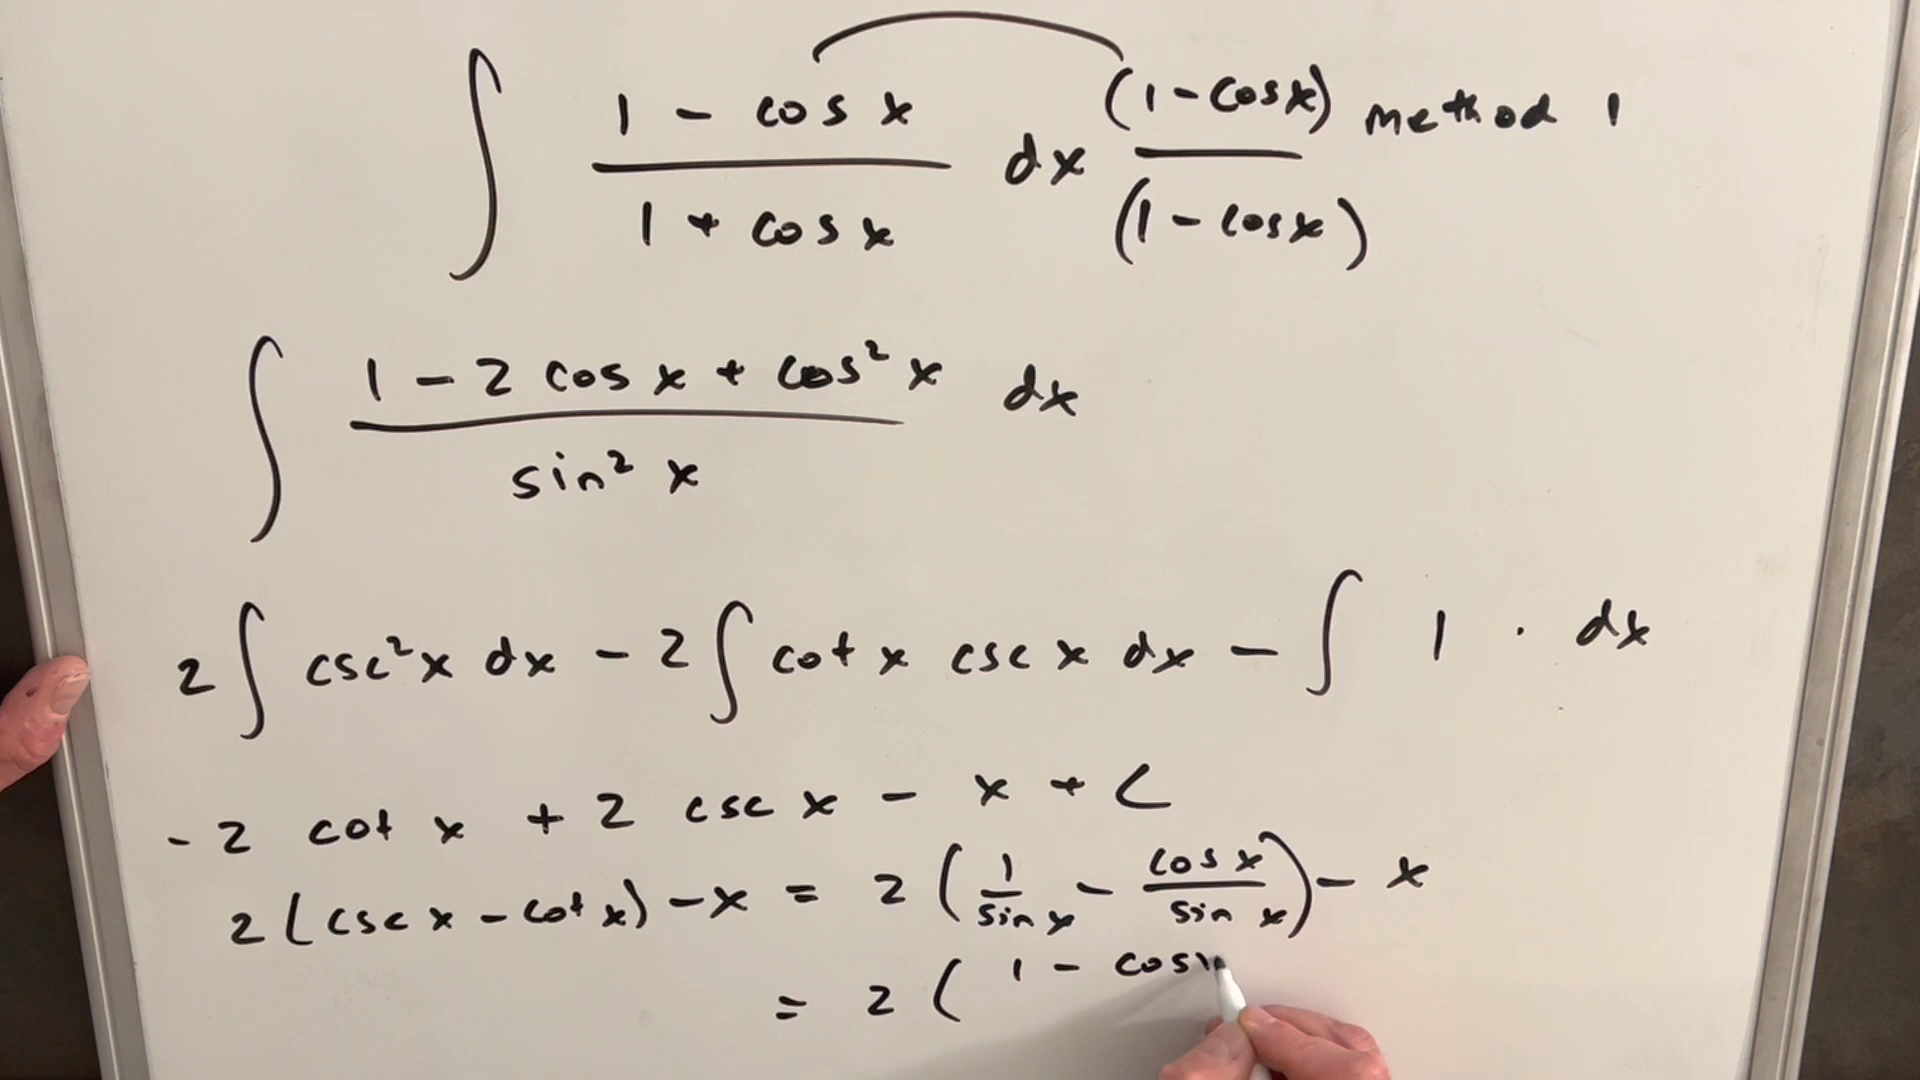 ∫ (1 - cos x)/(1 + cos x) dx (1 - cos x)/(1 - cos x) method 1
∫ (1 - 2 cos x + cos² x)/(sin² x) dx
2 ∫ csc² x dx - 2 ∫ cot x csc x dx - ∫ 1 · dx
- 2 cot x + 2 csc x - x + C
2 ( csc x - cot x) - x = 2 ( 1/sin x - cos x/sin x ) - x
= 2 ( 1 - cos x